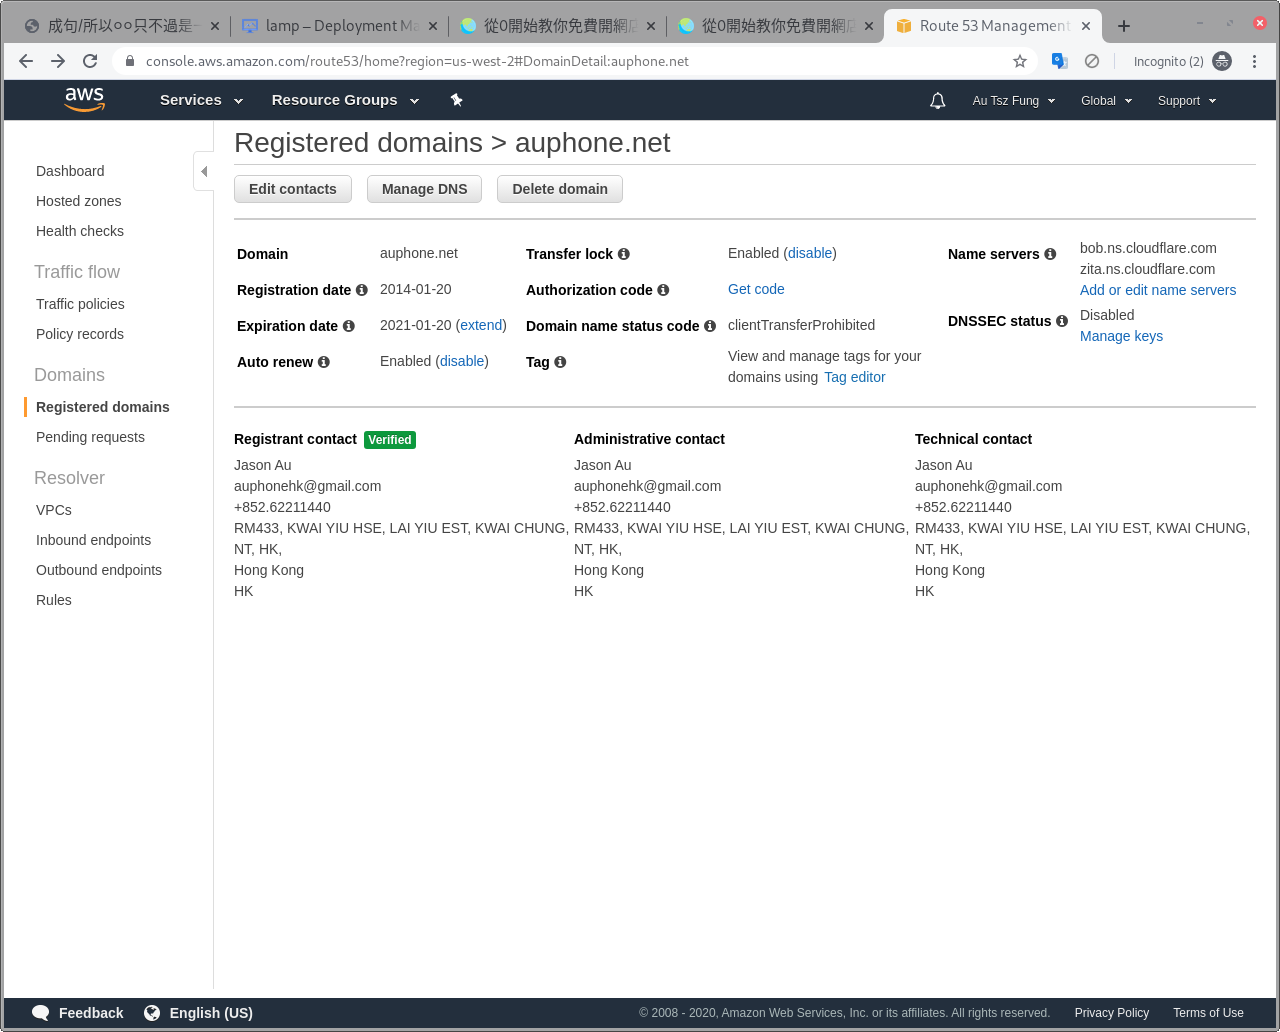 成句/所以○○只不過是
lamp – Deployment Ma
從0開始教你免費開網店
從0開始教你免費開網店
Route 53 Management
console.aws.amazon.com/route53/home?region=us-west-2#DomainDetail:auphone.net
Incognito (2)
aws
Services
Resource Groups
Au Tsz Fung
Global
Support
Dashboard
Hosted zones
Health checks
Traffic flow
Traffic policies
Policy records
Domains
Registered domains
Pending requests
Resolver
VPCs
Inbound endpoints
Outbound endpoints
Rules
Registered domains > auphone.net
Edit contacts
Manage DNS
Delete domain
Domain auphone.net
Registration date 2014-01-20
Expiration date 2021-01-20 (extend)
Auto renew Enabled (disable)
Transfer lock Enabled (disable)
Authorization code Get code
Domain name status code clientTransferProhibited
Tag View and manage tags for your
domains using Tag editor
Name servers bob.ns.cloudflare.com
zita.ns.cloudflare.com
Add or edit name servers
DNSSEC status Disabled
Manage keys
Registrant contact Verified
Jason Au
auphonehk@gmail.com
+852.62211440
RM433, KWAI YIU HSE, LAI YIU EST, KWAI CHUNG,
NT, HK,
Hong Kong
HK
Administrative contact
Jason Au
auphonehk@gmail.com
+852.62211440
RM433, KWAI YIU HSE, LAI YIU EST, KWAI CHUNG,
NT, HK,
Hong Kong
HK
Technical contact
Jason Au
auphonehk@gmail.com
+852.62211440
RM433, KWAI YIU HSE, LAI YIU EST, KWAI CHUNG,
NT, HK,
Hong Kong
HK
Feedback
English (US)
© 2008 - 2020, Amazon Web Services, Inc. or its affiliates. All rights reserved.
Privacy Policy
Terms of Use